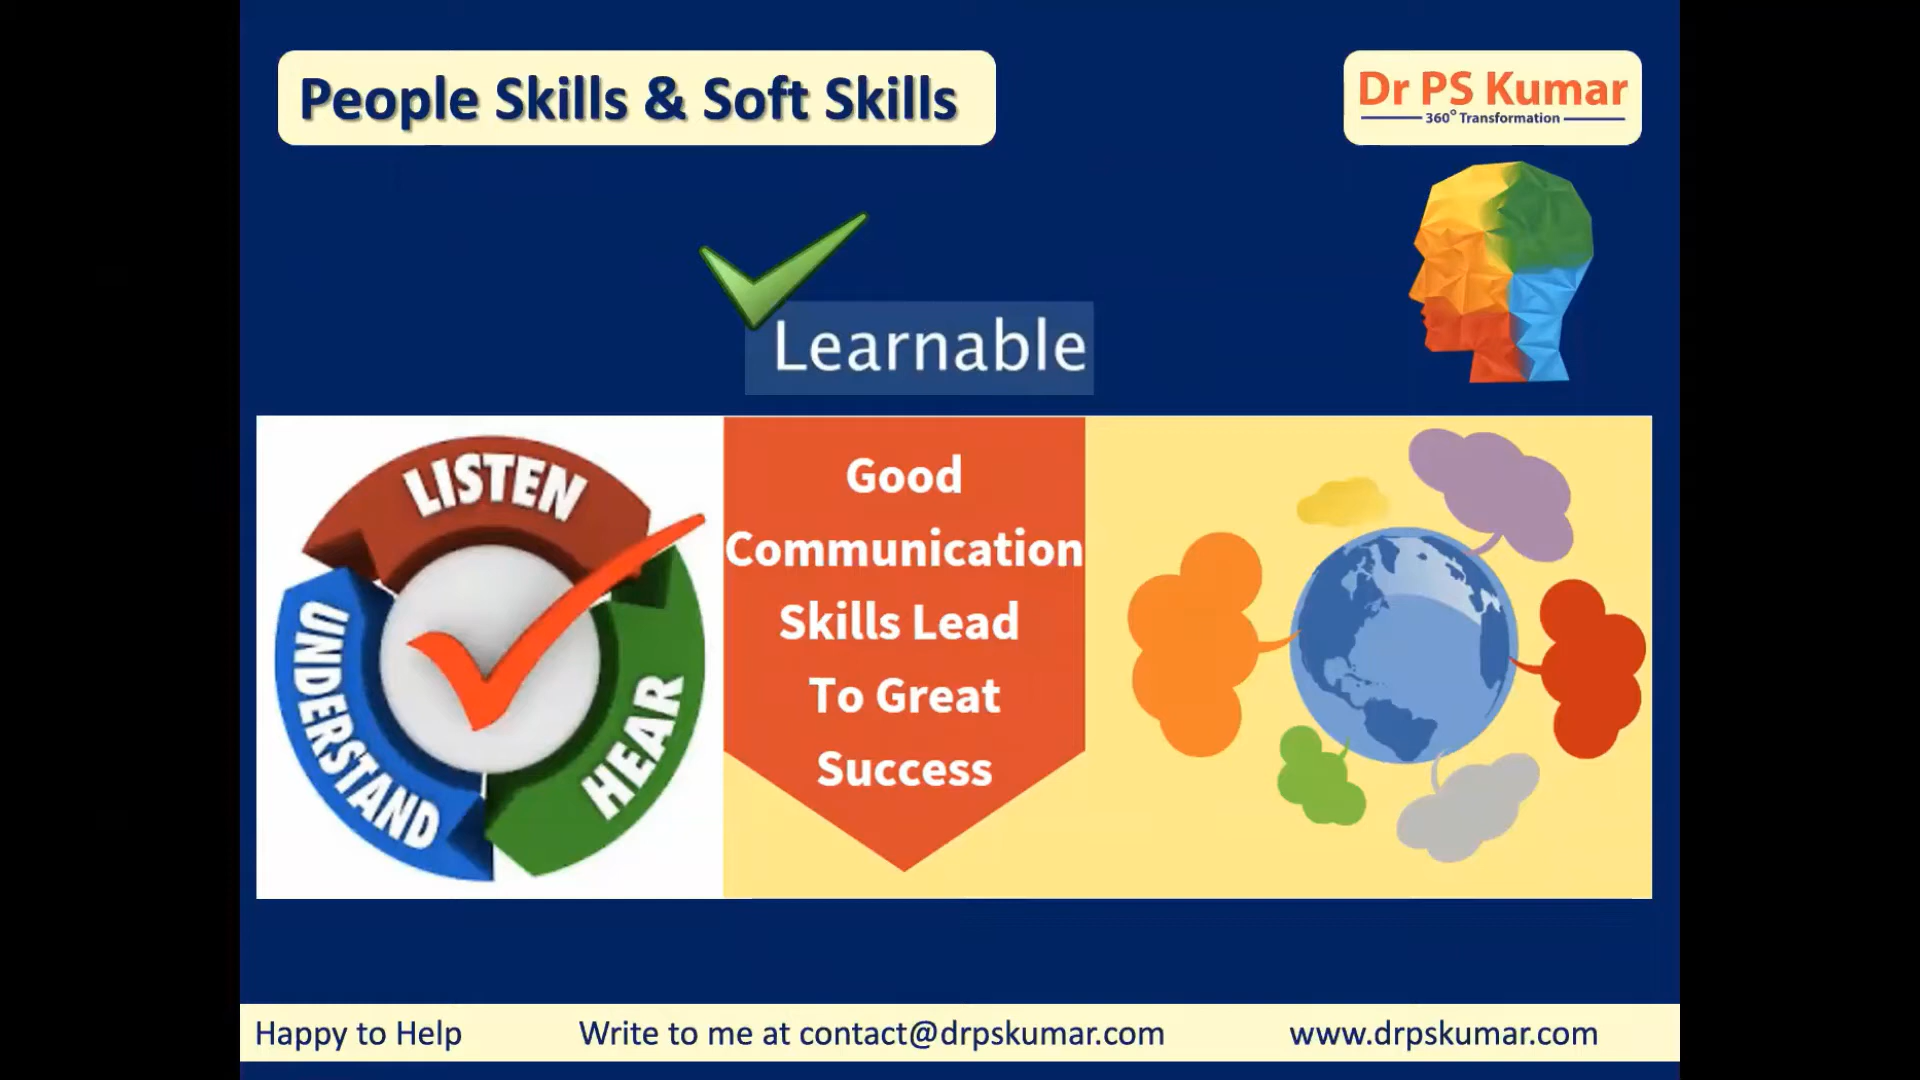 People Skills & Soft Skills
Dr PS Kumar
360° Transformation
Learnable
LISTEN
UNDERSTAND
HEAR
Good
Communication
Skills Lead
To Great
Success
Happy to Help
Write to me at contact@drpskumar.com
www.drpskumar.com